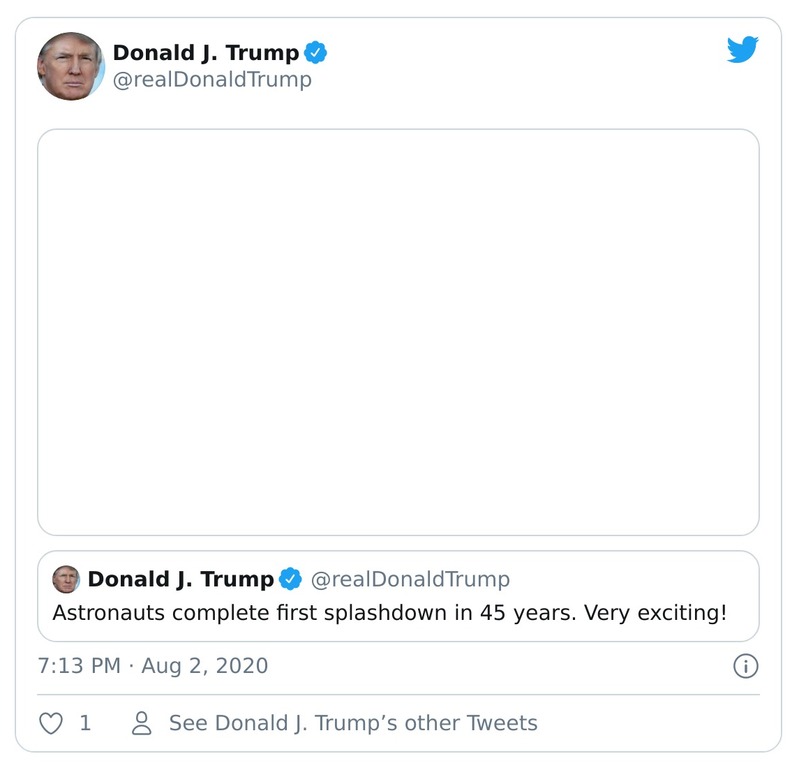 Donald J. Trump
@realDonaldTrump
Donald J. Trump @realDonaldTrump
Astronauts complete first splashdown in 45 years. Very exciting!
7:13 PM · Aug 2, 2020
1 See Donald J. Trump’s other Tweets